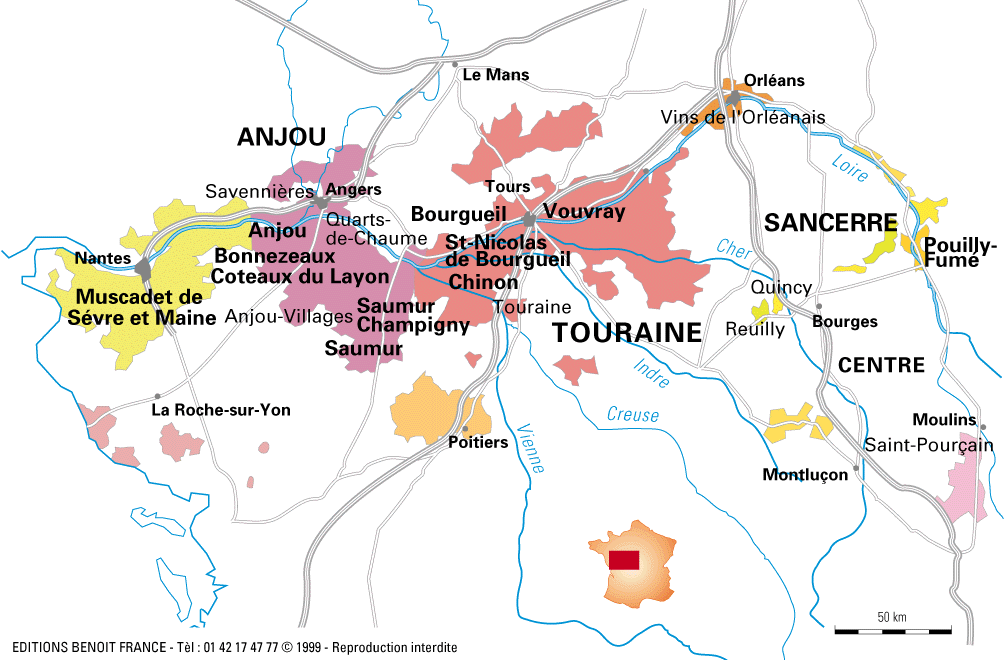 Le Mans
Orléans
Vins de l'Orléanais
ANJOU
Loire
Savennières
Angers
Tours
Bourgueil
Vouvray
SANCERRE
Quarts-
de-Chaume
Anjou
Nantes
Bonnezeaux
Coteaux du Layon
St-Nicolas
de Bourgueil
Cher
Pouilly-
Fumé
Chinon
Quincy
Muscadet de
Sévre et Maine
Anjou-Villages
Saumur
Champigny
Touraine
Reuilly
Bourges
TOURAINE
Saumur
CENTRE
Indre
La Roche-sur-Yon
Creuse
Moulins
Poitiers
Vienne
Saint-Pourçain
Montluçon
50 km
EDITIONS BENOIT FRANCE - Tèl : 01 42 17 47 77 © 1999 - Reproduction interdite